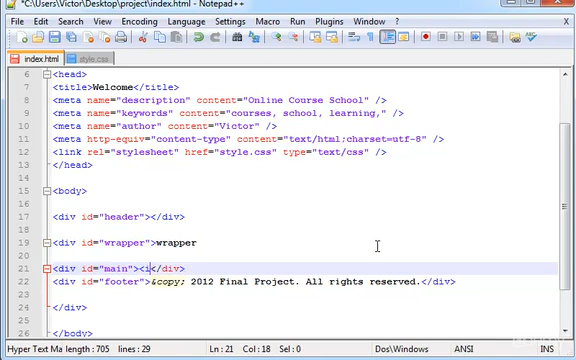 *C:\Users\Victor\Desktop\project\index.html - Notepad++
File Edit Search View Encoding Language Settings Macro Run Plugins Window ?
index.html style.css
6 <head>
7 <title>Welcome</title>
8 <meta name="description" content="Online Course School" />
9 <meta name="keywords" content="courses, school, learning," />
10 <meta name="author" content="Victor" />
11 <meta http-equiv="content-type" content="text/html;charset=utf-8" />
12 <link rel="stylesheet" href="style.css" type="text/css" />
13 </head>
14
15 <body>
16
17 <div id="header"></div>
18
19 <div id="wrapper">wrapper
20
21 <div id="main"><i</div>
22 <div id="footer">&copy; 2012 Final Project. All rights reserved.</div>
23
24 </div>
25
26 </body>
Hyper Text Ma length : 705 lines : 29 Ln : 21 Col : 18 Sel : 0 Dos\Windows ANSI INS